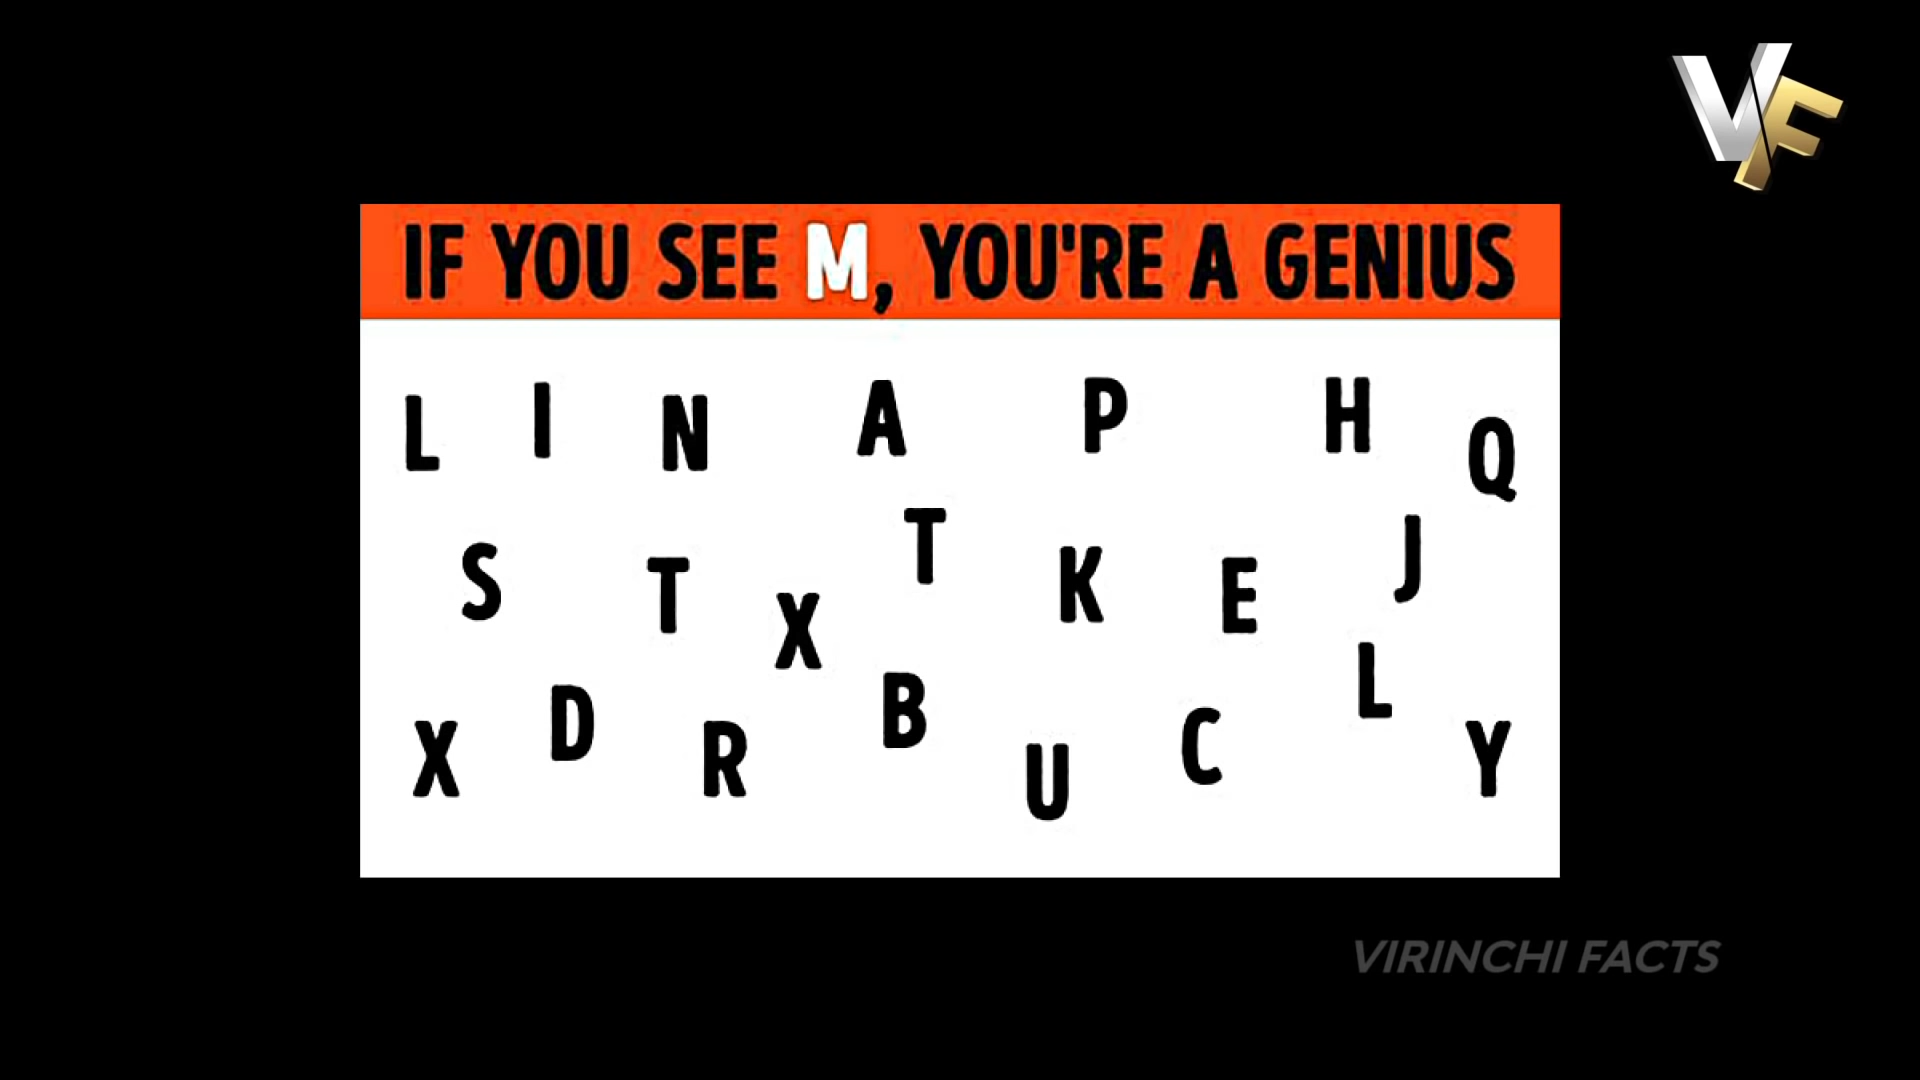 VF
IF YOU SEE M, YOU'RE A GENIUS
L I N A P H Q
S T X T K E J
X D R B U C L Y
VIRINCHI FACTS